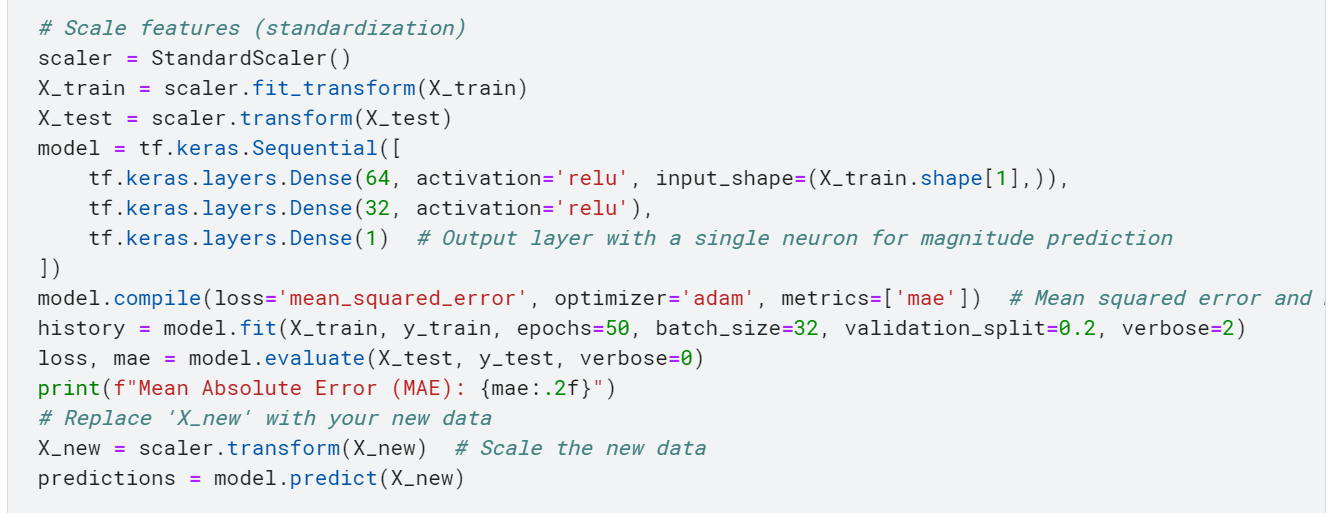 # Scale features (standardization)
scaler = StandardScaler()
X_train = scaler.fit_transform(X_train)
X_test = scaler.transform(X_test)
model = tf.keras.Sequential([
    tf.keras.layers.Dense(64, activation='relu', input_shape=(X_train.shape[1],)),
    tf.keras.layers.Dense(32, activation='relu'),
    tf.keras.layers.Dense(1)  # Output layer with a single neuron for magnitude prediction
])
model.compile(loss='mean_squared_error', optimizer='adam', metrics=['mae'])  # Mean squared error and
history = model.fit(X_train, y_train, epochs=50, batch_size=32, validation_split=0.2, verbose=2)
loss, mae = model.evaluate(X_test, y_test, verbose=0)
print(f"Mean Absolute Error (MAE): {mae:.2f}")
# Replace 'X_new' with your new data
X_new = scaler.transform(X_new)  # Scale the new data
predictions = model.predict(X_new)